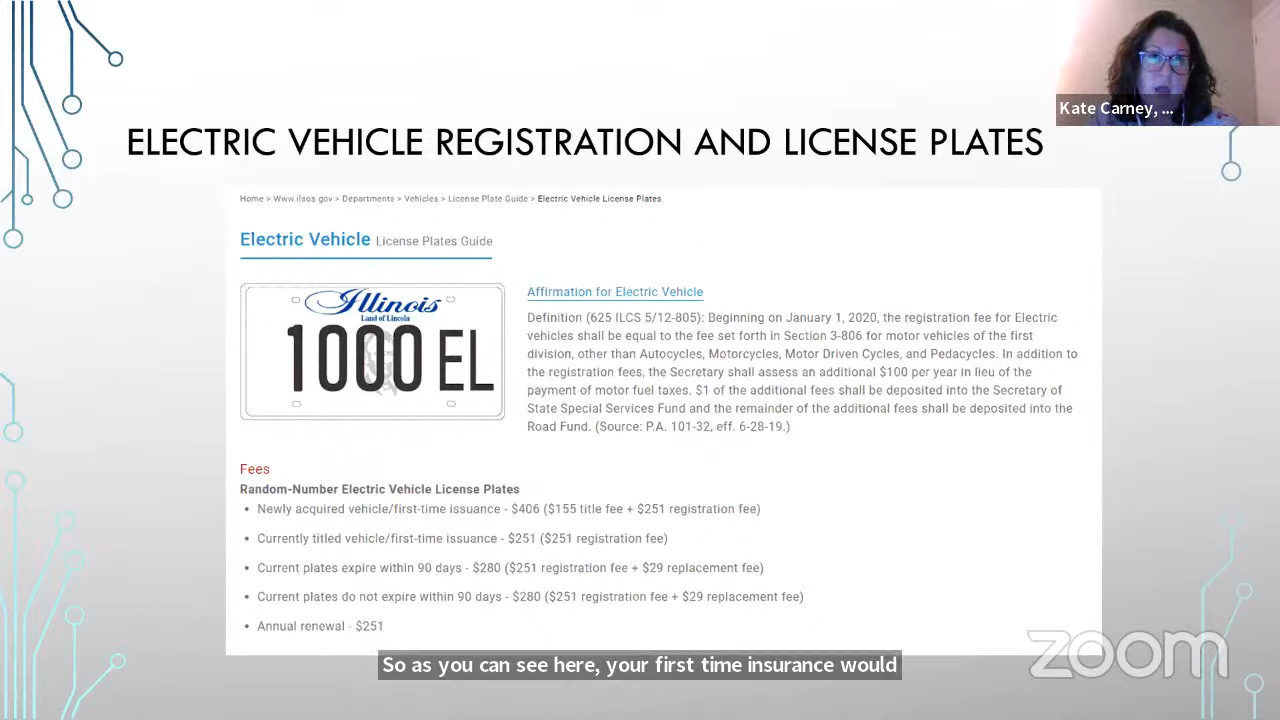 Kate Carney, ...
ELECTRIC VEHICLE REGISTRATION AND LICENSE PLATES
Home > Www.ilsos.gov > Departments > Vehicles > License Plate Guide > Electric Vehicle License Plates
Electric Vehicle License Plates Guide
Illinois
Land of Lincoln
1000 EL
Affirmation for Electric Vehicle
Definition (625 ILCS 5/12-805): Beginning on January 1, 2020, the registration fee for Electric
vehicles shall be equal to the fee set forth in Section 3-806 for motor vehicles of the first
division, other than Autocycles, Motorcycles, Motor Driven Cycles, and Pedacycles. In addition to
the registration fees, the Secretary shall assess an additional $100 per year in lieu of the
payment of motor fuel taxes. $1 of the additional fees shall be deposited into the Secretary of
State Special Services Fund and the remainder of the additional fees shall be deposited into the
Road Fund. (Source: P.A. 101-32, eff. 6-28-19.)
Fees
Random-Number Electric Vehicle License Plates
• Newly acquired vehicle/first-time issuance - $406 ($155 title fee + $251 registration fee)
• Currently titled vehicle/first-time issuance - $251 ($251 registration fee)
• Current plates expire within 90 days - $280 ($251 registration fee + $29 replacement fee)
• Current plates do not expire within 90 days - $280 ($251 registration fee + $29 replacement fee)
• Annual renewal - $251
zoom
So as you can see here, your first time insurance would